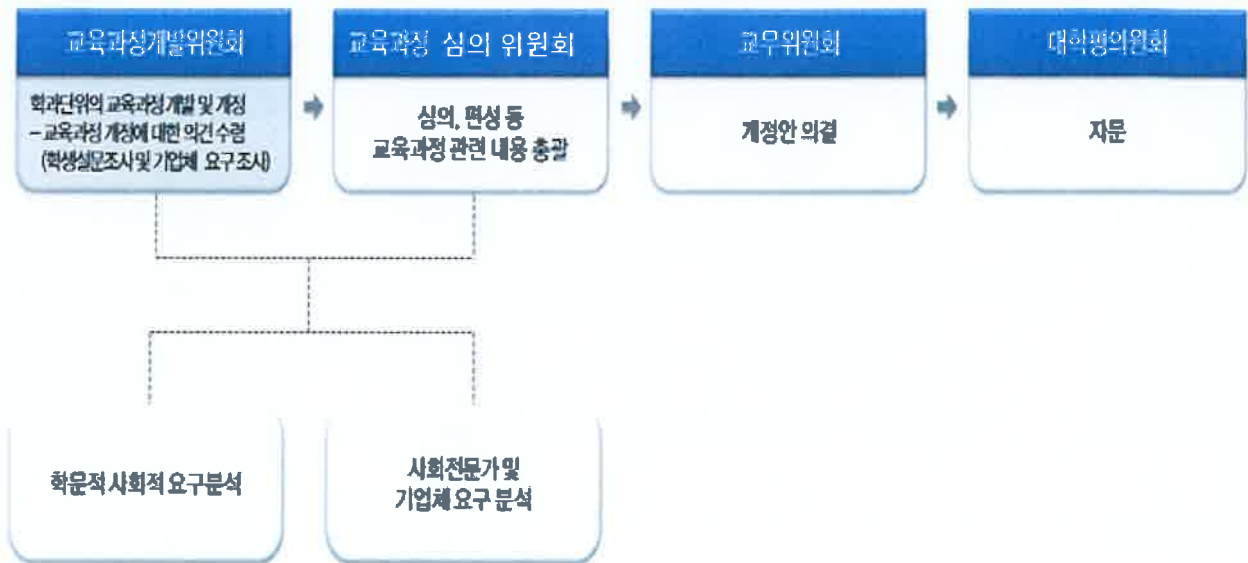 교육과정개발위원회
학과단위의 교육과정 개발 및 개정
– 교육과정 개정에 대한 의견 수렴
(학생설문조사 및 기업체 요구조사)
교육과정 심의 위원회
심의, 편성 등
교육과정 관련 내용 총괄
교무위원회
개정안 의결
대학평의원회
자문
학문적 사회적 요구분석
사회전문가 및
기업체 요구 분석